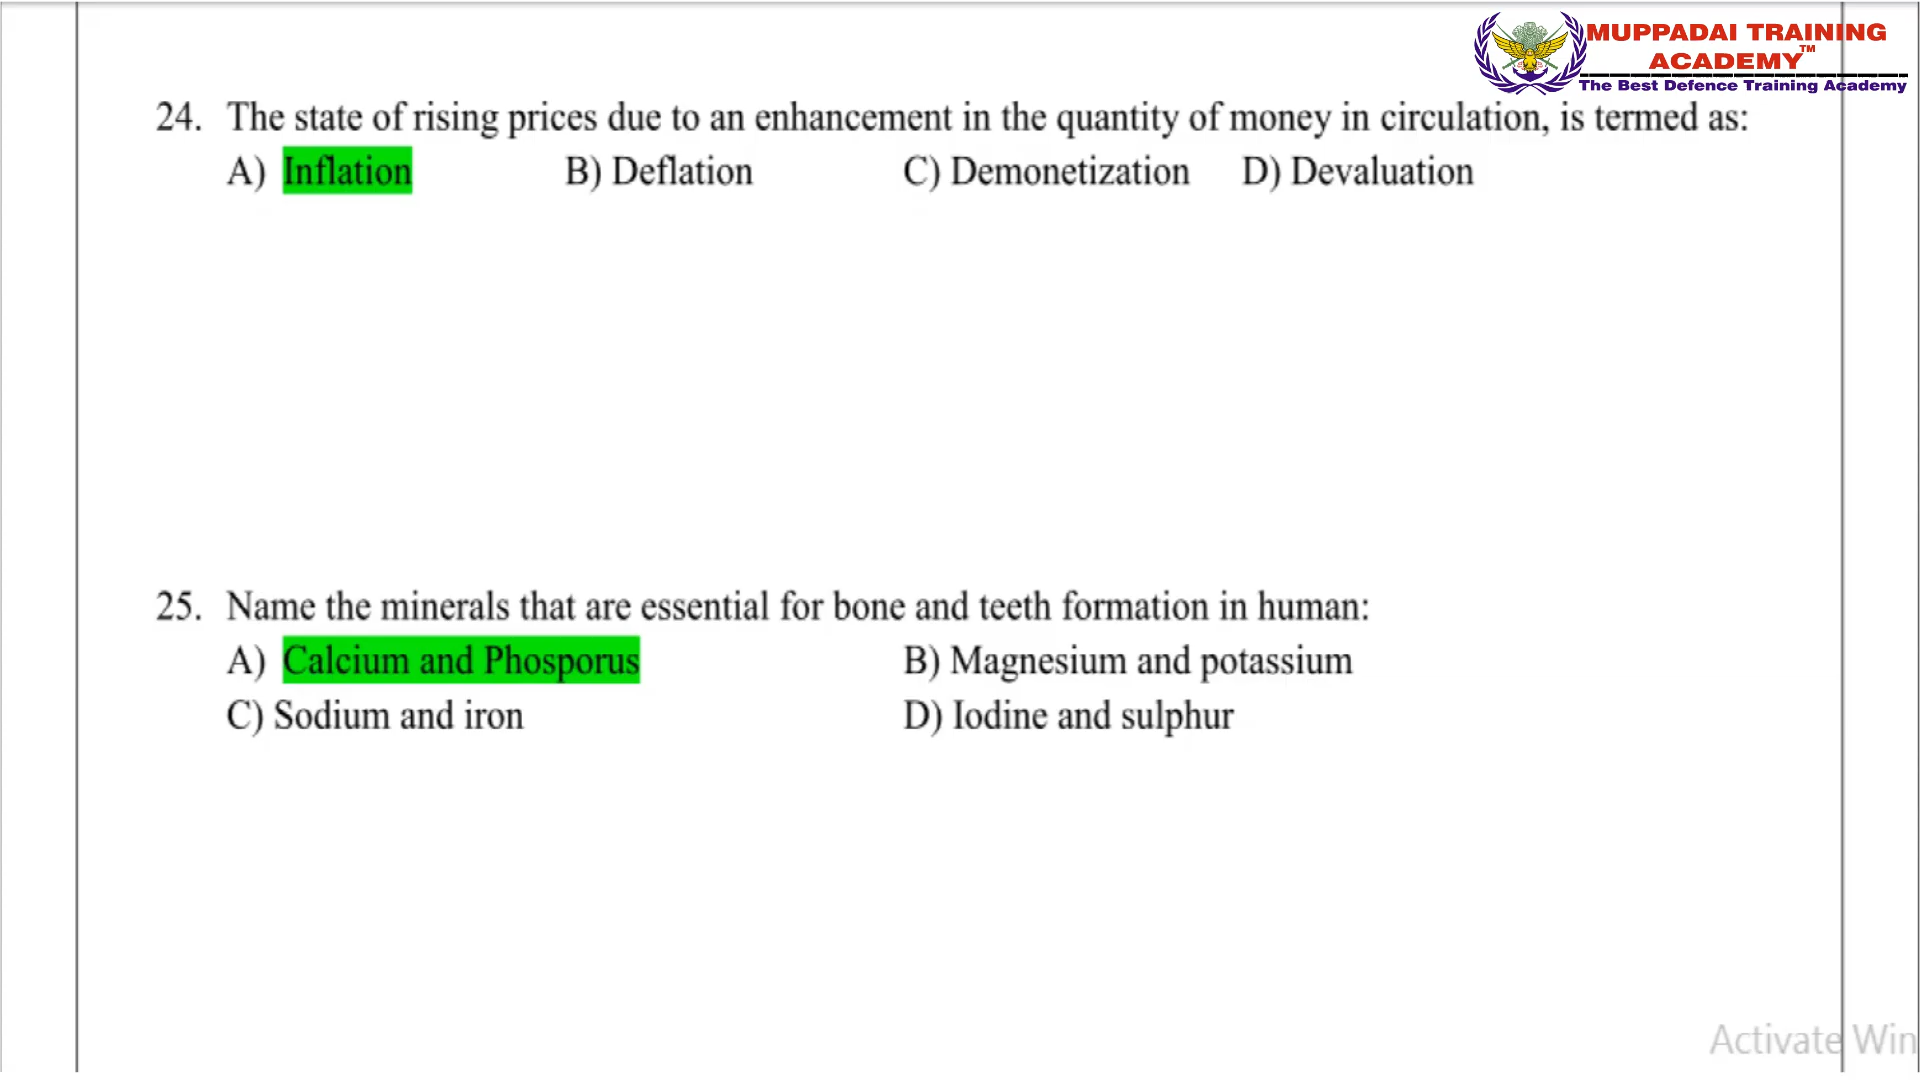 MUPPADAI TRAINING
ACADEMY™
The Best Defence Training Academy
24. The state of rising prices due to an enhancement in the quantity of money in circulation, is termed as:
A) Inflation B) Deflation C) Demonetization D) Devaluation
25. Name the minerals that are essential for bone and teeth formation in human:
A) Calcium and Phosporus B) Magnesium and potassium
C) Sodium and iron D) Iodine and sulphur
Activate Win